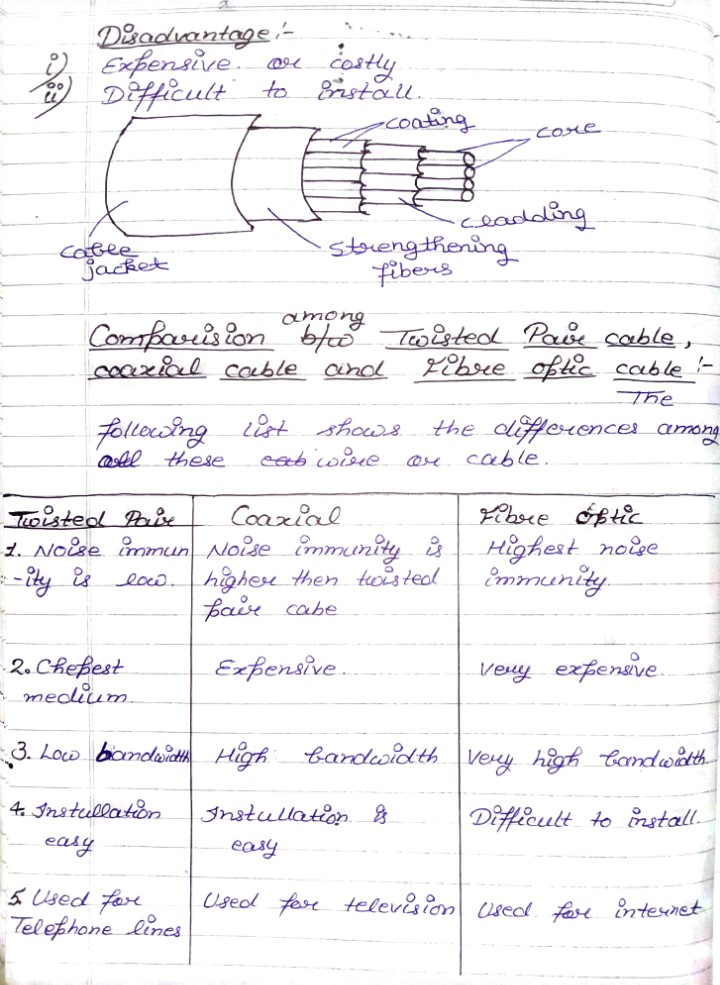 Disadvantage :-
i) Expensive or costly
ii) Difficult to install.
coating
core
cladding
cable
jacket
strengthening
fibers
among
Comparision b/w Twisted Pair cable,
coaxial cable and Fibre optic cable :-
The
following list shows the differences among
all these cab wire or cable.
Twisted Pair Coaxial Fibre optic
1. Noise immun Noise immunity is Highest noise
-ity is low. higher then twisted immunity.
pair cabe
2. Chepest Expensive. Very expensive.
medium.
3. Low bandwidth High bandwidth Very high bandwidth
4. Instullation Instullation is Difficult to install.
easy easy
5. Used for Used for television Used for internet
Telephone lines